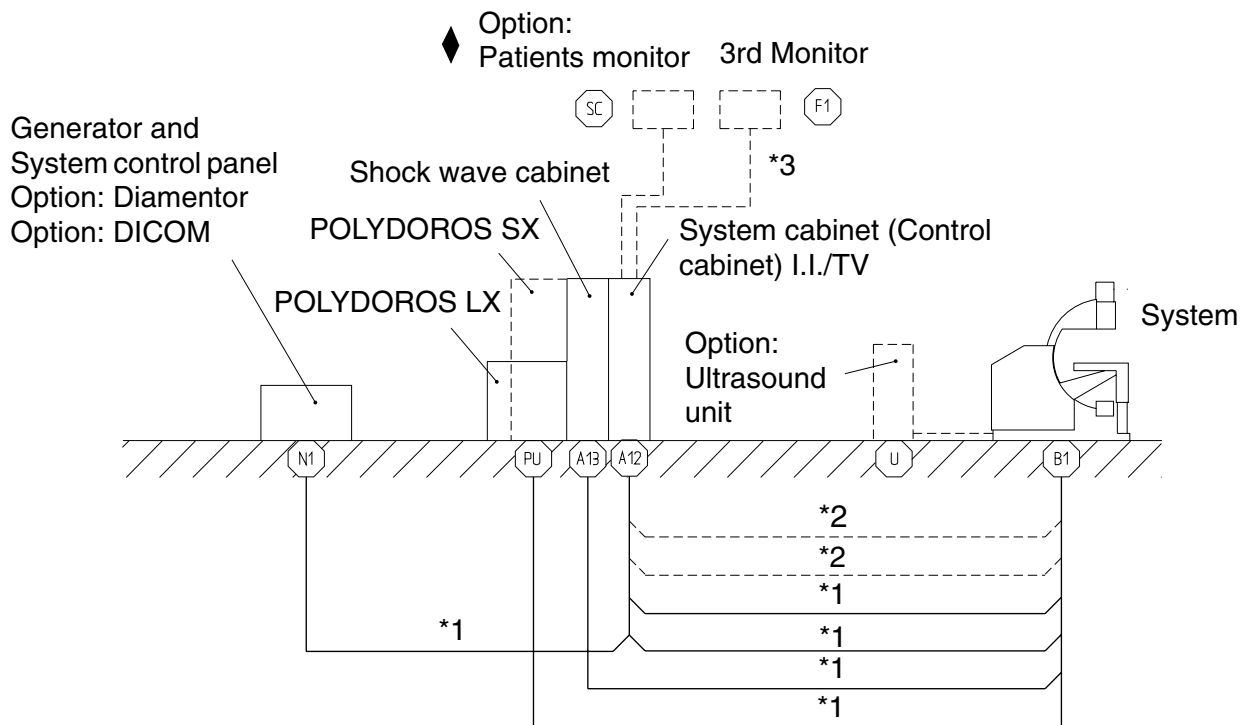 Option:
Patients monitor
3rd Monitor
SC
F1
Generator and
System control panel
Option: Diamentor
Option: DICOM
*3
Shock wave cabinet
POLYDOROS SX
System cabinet (Control
cabinet) I.I./TV
POLYDOROS LX
System
Option:
Ultrasound
unit
N1
PU
A13
A12
U
B1
*2
*2
*1
*1
*1
*1
*1